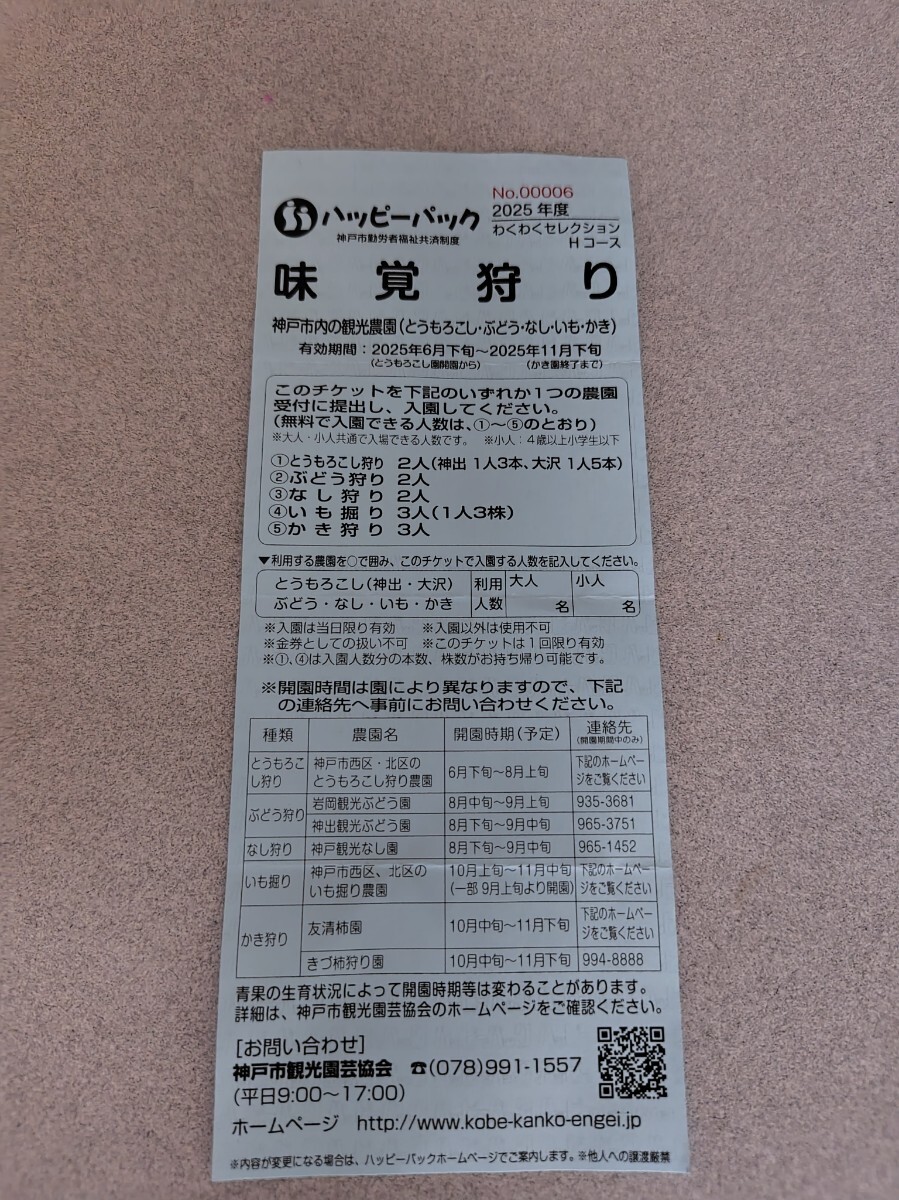 ハッピーパック
神戸市勤労者福祉共済制度
No.00006
2025年度
わくわくセレクション
Hコース
味覚狩り
神戸市内の観光農園(とうもろこし・ぶどう・なし・いも・かき)
有効期間：2025年6月下旬～2025年11月下旬
(とうもろこし園開園から) (かき園終了まで)
このチケットを下記のいずれか1つの農園
受付に提出し、入園してください。
(無料で入園できる人数は、①～⑤のとおり)
※大人・小人共通で入場できる人数です。 ※小人：4歳以上小学生以下
①とうもろこし狩り 2人(神出 1人3本、大沢 1人5本)
②ぶどう狩り 2人
③なし狩り 2人
④いも掘り 3人(1人3株)
⑤かき狩り 3人
▼利用する農園を○で囲み、このチケットで入園する人数を記入してください。
とうもろこし(神出・大沢) 利用 大人 小人
ぶどう・なし・いも・かき 人数 名 名
※入園は当日限り有効 ※入園以外は使用不可
※金券としての扱い不可 ※このチケットは1回限り有効
※①、④は入園人数分の本数、株数がお持ち帰り可能です。
※開園時間は園により異なりますので、下記
の連絡先へ事前にお問い合わせください。
種類 農園名 開園時期(予定) 連絡先(開園期間中のみ)
とうもろこし狩り 神戸市西区・北区のとうもろこし狩り農園 6月下旬～8月上旬 下記のホームページをご覧ください
ぶどう狩り 岩岡観光ぶどう園 8月中旬～9月上旬 935-3681
神出観光ぶどう園 8月下旬～9月中旬 965-3751
なし狩り 神戸観光なし園 8月下旬～9月中旬 965-1452
いも掘り 神戸市西区、北区のいも掘り農園 10月上旬～11月中旬(一部 9月上旬より開園) 下記のホームページをご覧ください
かき狩り 友清柿園 10月中旬～11月下旬 下記のホームページをご覧ください
きづ柿狩り園 10月中旬～11月下旬 994-8888
青果の生育状況によって開園時期等は変わることがあります。
詳細は、神戸市観光園芸協会のホームページをご確認ください。
[お問い合わせ]
神戸市観光園芸協会 ☎(078)991-1557
(平日9:00～17:00)
ホームページ http://www.kobe-kanko-engei.jp
※内容が変更になる場合は、ハッピーパックホームページでご案内します。※他人への譲渡厳禁